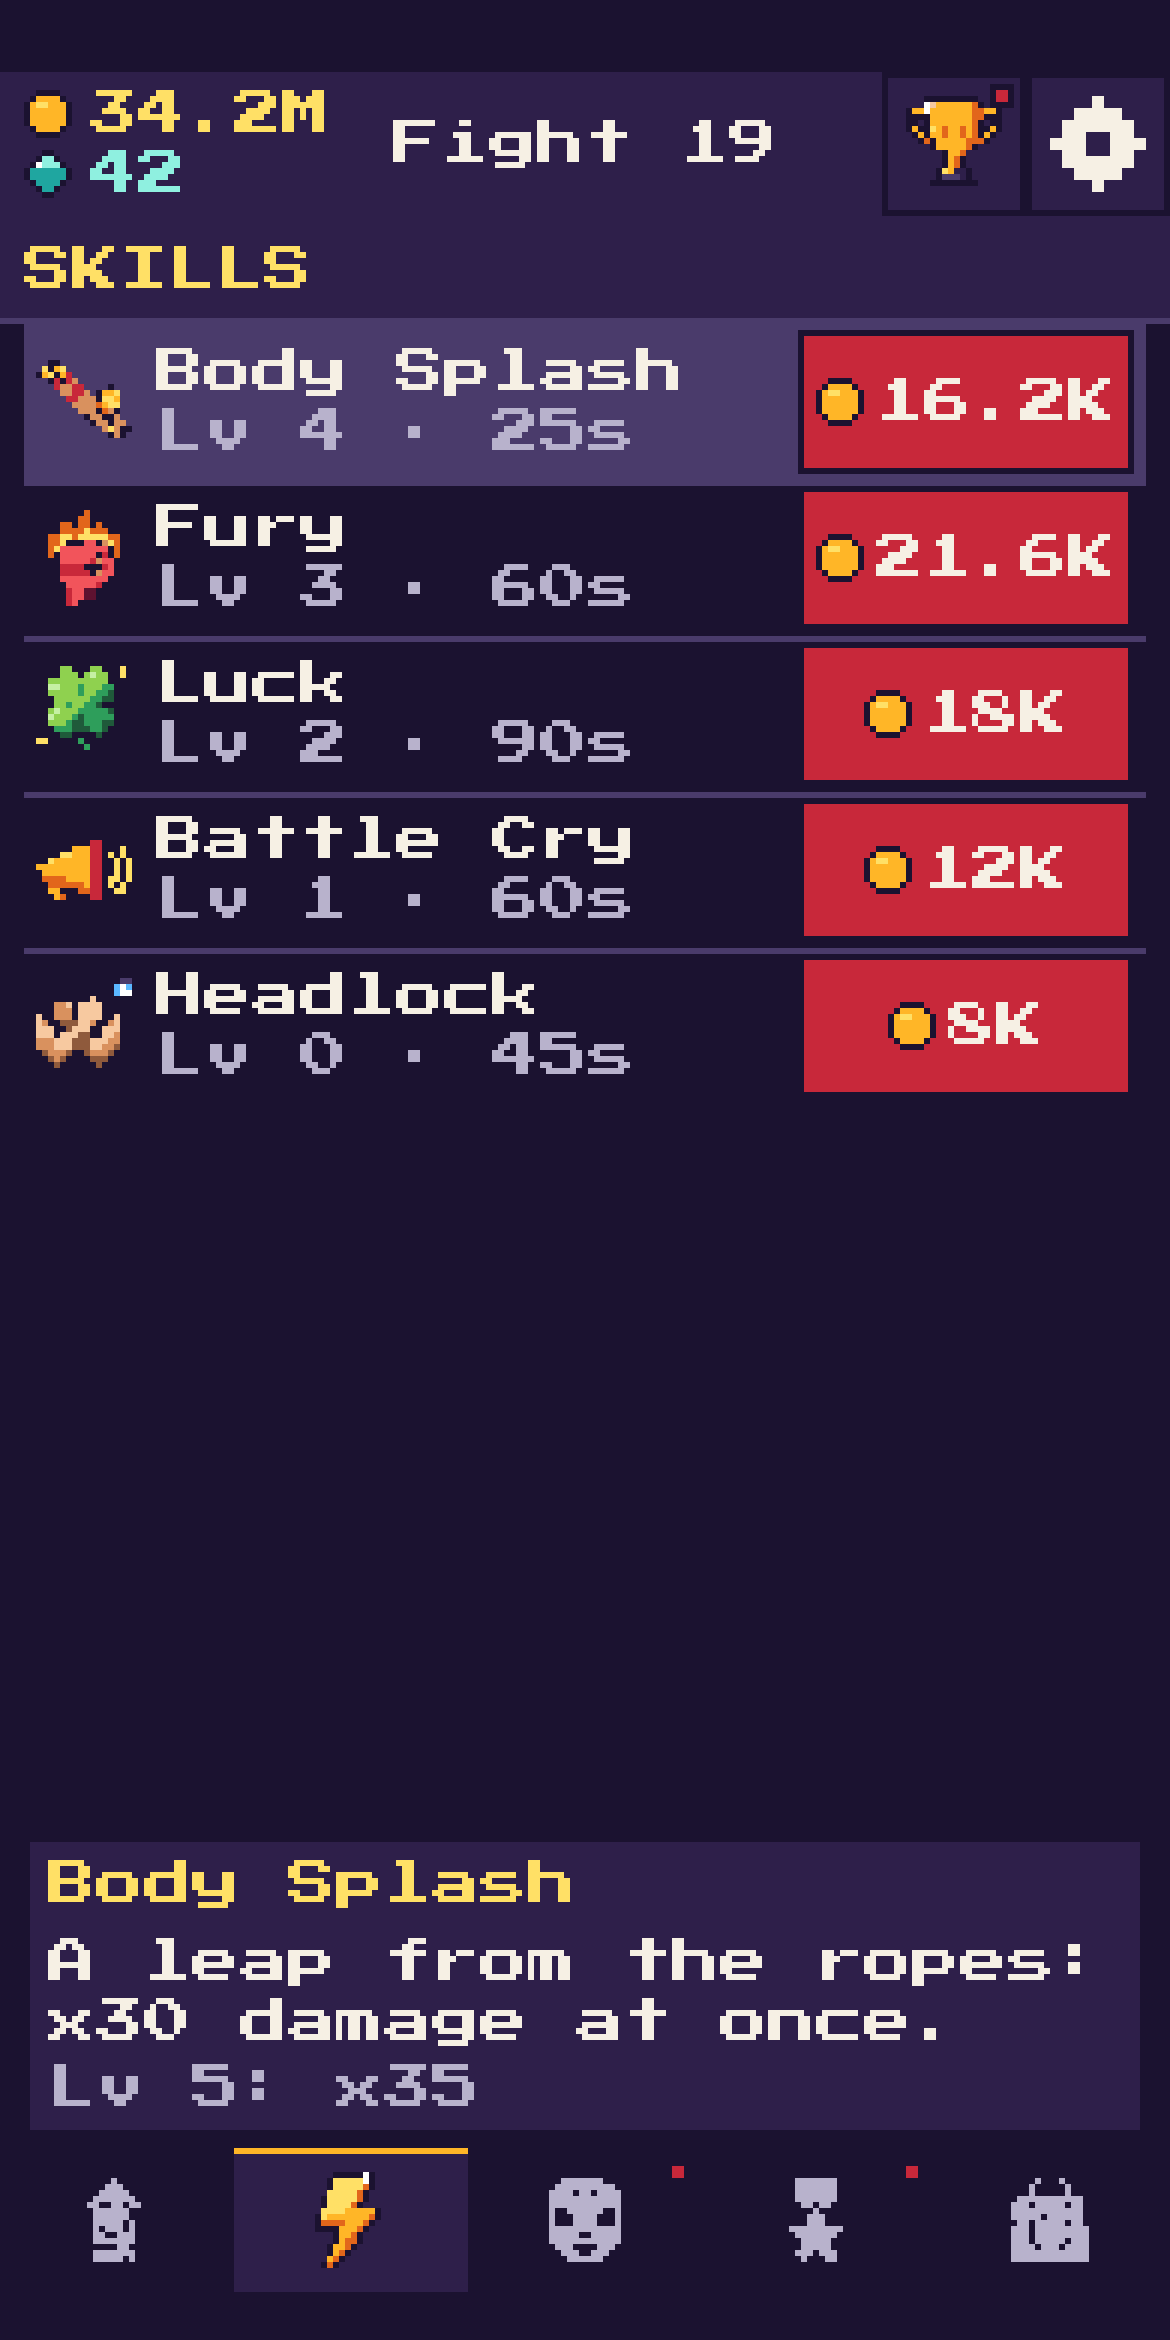 34.2M
42
Fight 19
SKILLS
Body Splash
Lv 4 · 25s
16.2K
Fury
Lv 3 · 60s
21.6K
Luck
Lv 2 · 90s
18K
Battle Cry
Lv 1 · 60s
12K
Headlock
Lv 0 · 45s
8K
Body Splash
A leap from the ropes:
x30 damage at once.
Lv 5: x35